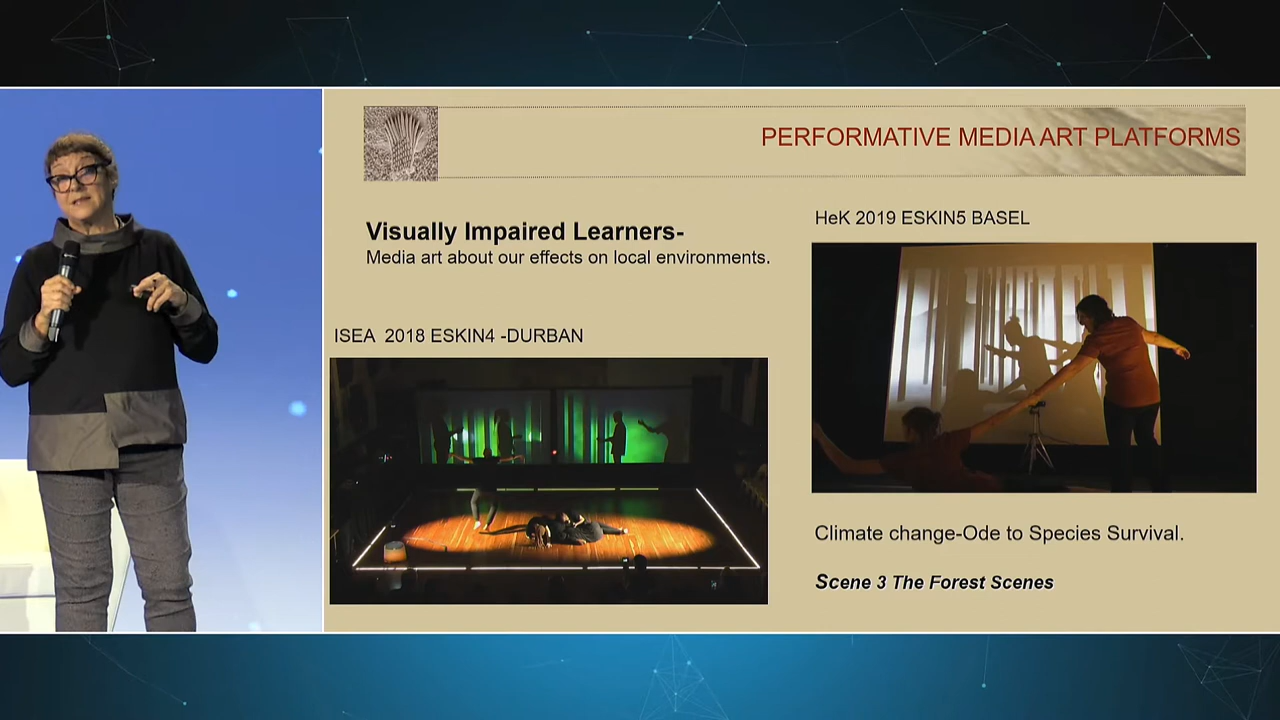 PERFORMATIVE MEDIA ART PLATFORMS
Visually Impaired Learners-
Media art about our effects on local environments.
ISEA 2018 ESKIN4 -DURBAN
HeK 2019 ESKIN5 BASEL
Climate change-Ode to Species Survival.
Scene 3 The Forest Scenes